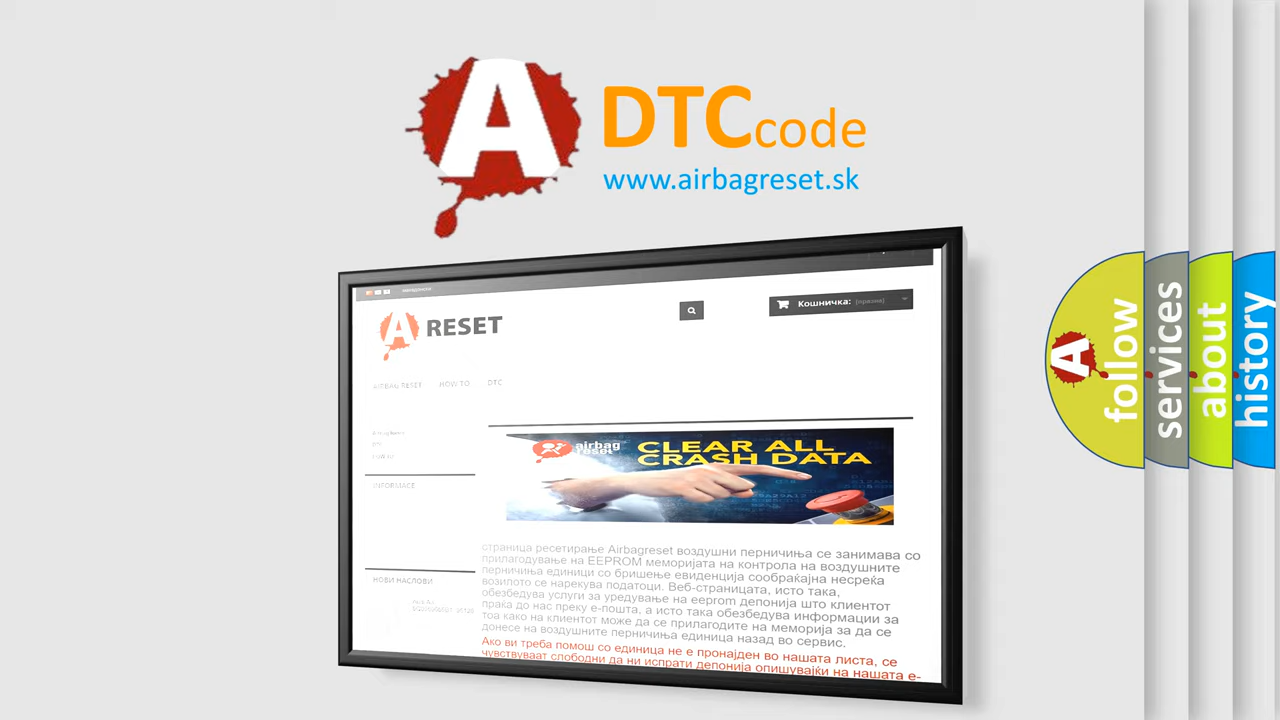 A
DTCcode
www.airbagreset.sk
A RESET
Кошничка: (празна)
AIRBAG RESET HOW TO DTC
INFORMACE
НОВИ НАСЛОВИ
airbag
reset
CLEAR ALL
CRASH DATA
страница ресетирање Airbagreset воздушни перничиња се занимава со
прилагодување на EEPROM меморијата на контрола на воздушните
перничиња единици со бришење евиденција сообраќајна несреќа
возилото се нарекува податоци. Веб-страницата, исто така,
обезбедува услуги за уредување на eeprom депонија што клиентот
праќа до нас преку е-пошта, а исто така обезбедува информации за
тоа како на клиентот може да се прилагодите на меморија за да се
донесе на воздушните перничиња единица назад во сервис.
Ако ви треба помош со единица не е пронајден во нашата листа, се
чувствуваат слободни да ни испрати депонија опишувајќи на нашата е-
A follow
services
about
history